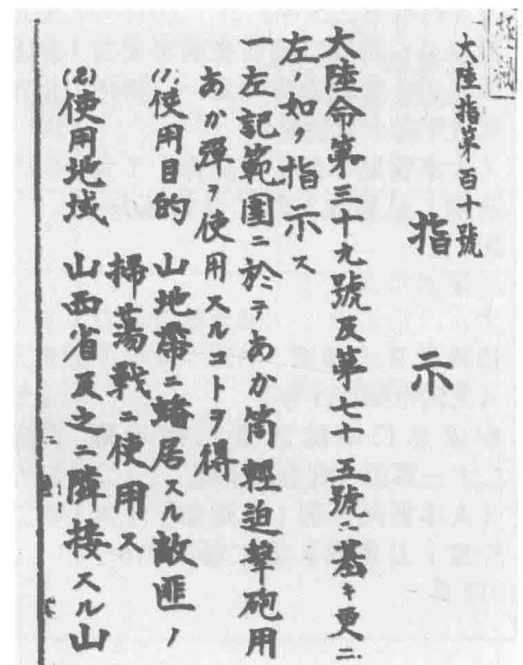 大陸指第百十號
指示
大陸命第三十九號及第七十五號ニ基キ更ニ
左ノ如ク指示ス
一左記範圍ニ於テあか筒輕迫撃砲用
あか彈ヲ使用スルコトヲ得
⑴使用目的 山地帶ニ蟠居スル敵匪ノ
掃蕩戰ニ使用ス
⑵使用地域 山西省及之ニ隣接スル山